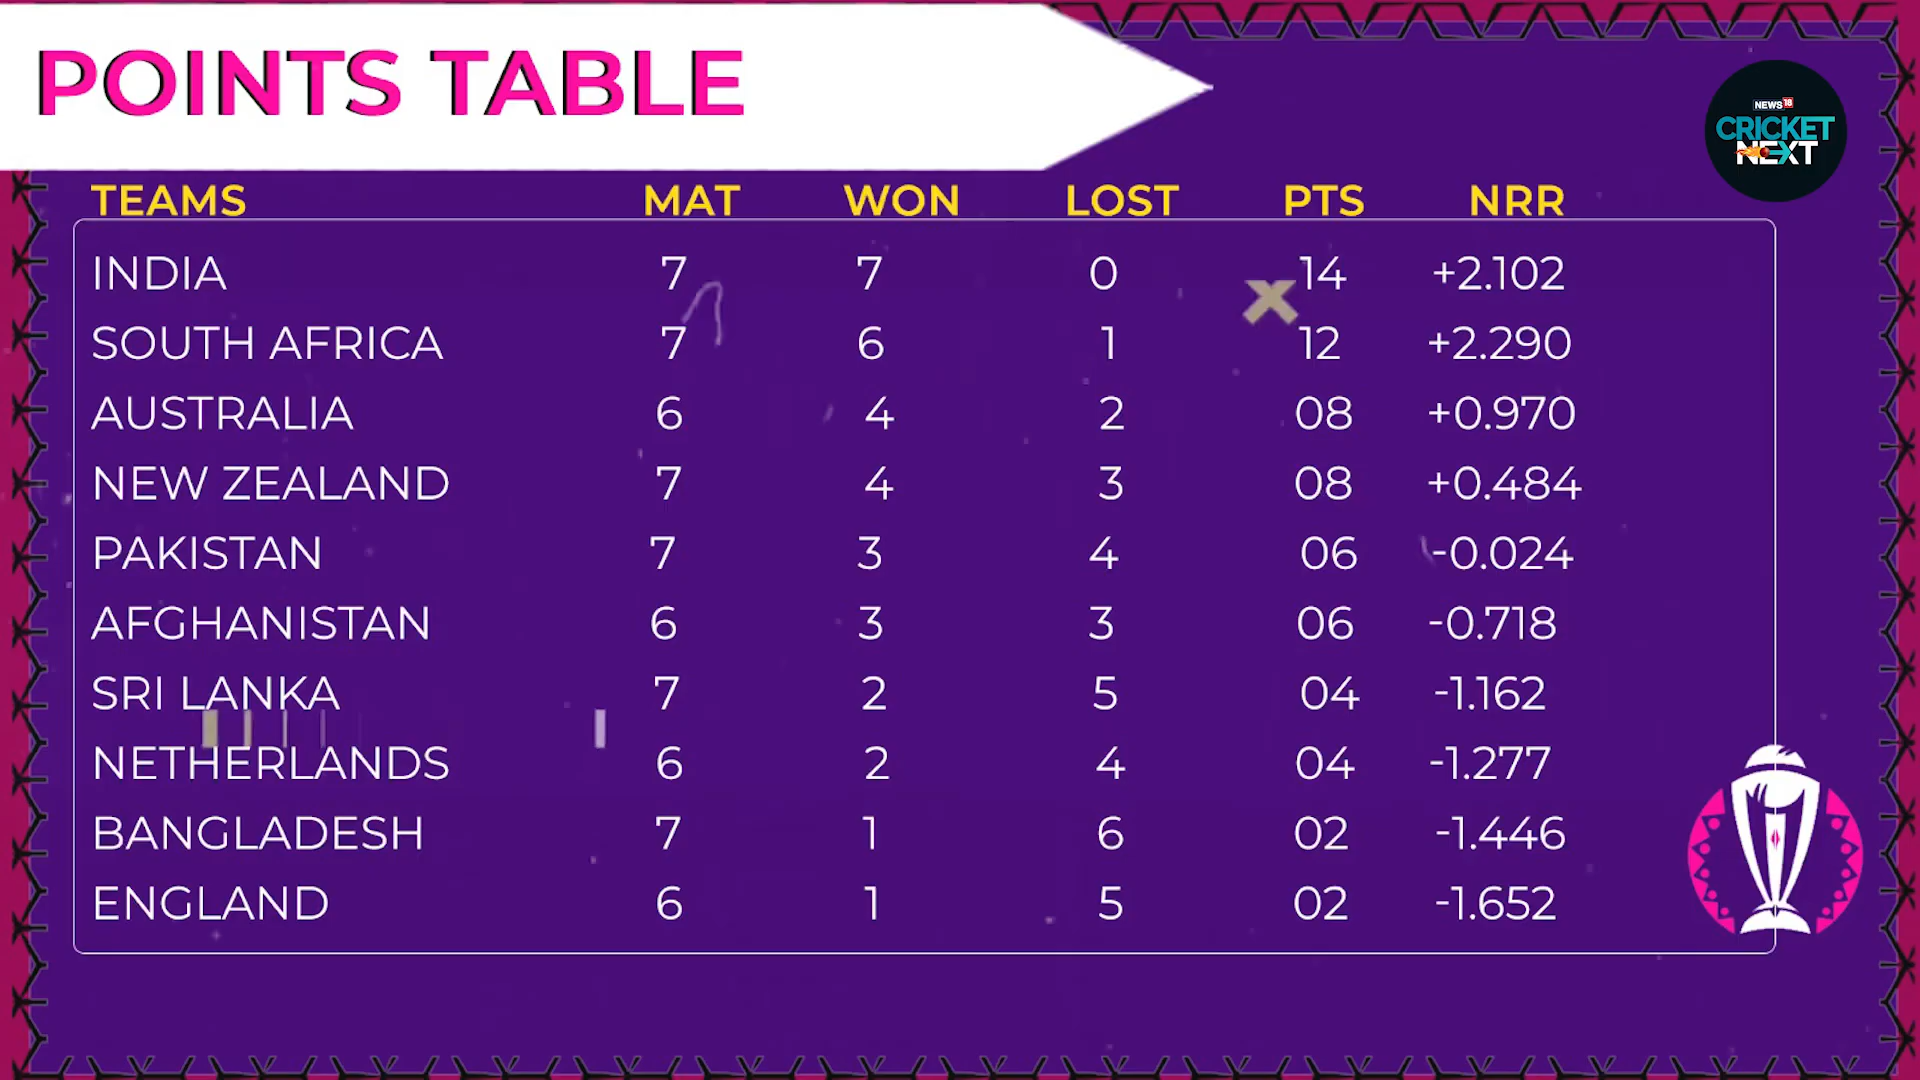 POINTS TABLE
NEWS 18
CRICKET
NEXT
TEAMS MAT WON LOST PTS NRR
INDIA 7 7 0 14 +2.102
SOUTH AFRICA 7 6 1 12 +2.290
AUSTRALIA 6 4 2 08 +0.970
NEW ZEALAND 7 4 3 08 +0.484
PAKISTAN 7 3 4 06 -0.024
AFGHANISTAN 6 3 3 06 -0.718
SRI LANKA 7 2 5 04 -1.162
NETHERLANDS 6 2 4 04 -1.277
BANGLADESH 7 1 6 02 -1.446
ENGLAND 6 1 5 02 -1.652